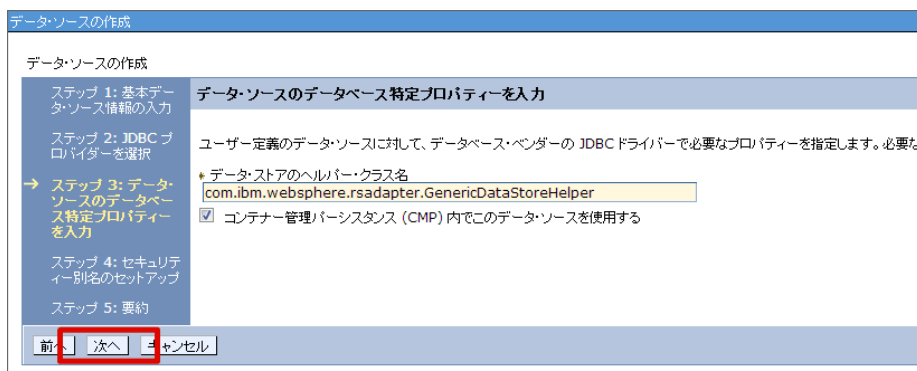 データ・ソースの作成
データ・ソースの作成
ステップ 1: 基本デー
タ・ソース情報の入力
ステップ 2: JDBC プ
ロバイダーを選択
→ ステップ 3: データ・
ソースのデータベー
ス特定プロパティー
を入力
ステップ 4: セキュリテ
ィー別名のセットアップ
ステップ 5: 要約
データ・ソースのデータベース特定プロパティーを入力
ユーザー定義のデータ・ソースに対して、データベース・ベンダーの JDBC ドライバーで必要なプロパティーを指定します。必要な
データ・ストアのヘルパー・クラス名
com.ibm.websphere.rsadapter.GenericDataStoreHelper
コンテナー管理パーシスタンス (CMP) 内でこのデータ・ソースを使用する
前へ 次へ キャンセル